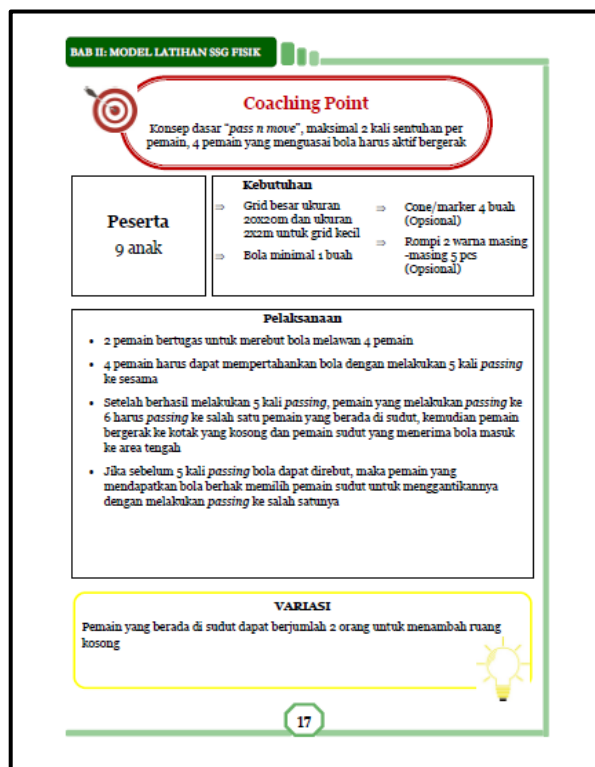 BAB II: MODEL LATIHAN SSG FISIK
Coaching Point
Konsep dasar "pass n move", maksimal 2 kali sentuhan per
pemain, 4 pemain yang menguasai bola harus aktif bergerak
Peserta
9 anak
Kebutuhan
⇒ Grid besar ukuran
20x20m dan ukuran
2x2m untuk grid kecil
⇒ Bola minimal 1 buah
⇒ Cone/marker 4 buah
(Opsional)
⇒ Rompi 2 warna masing
-masing 5 pcs
(Opsional)
Pelaksanaan
• 2 pemain bertugas untuk merebut bola melawan 4 pemain
• 4 pemain harus dapat mempertahankan bola dengan melakukan 5 kali passing
ke sesama
• Setelah berhasil melakukan 5 kali passing, pemain yang melakukan passing ke
6 harus passing ke salah satu pemain yang berada di sudut, kemudian pemain
bergerak ke kotak yang kosong dan pemain sudut yang menerima bola masuk
ke area tengah
• Jika sebelum 5 kali passing bola dapat direbut, maka pemain yang
mendapatkan bola berhak memilih pemain sudut untuk menggantikannya
dengan melakukan passing ke salah satunya
VARIASI
Pemain yang berada di sudut dapat berjumlah 2 orang untuk menambah ruang
kosong
17